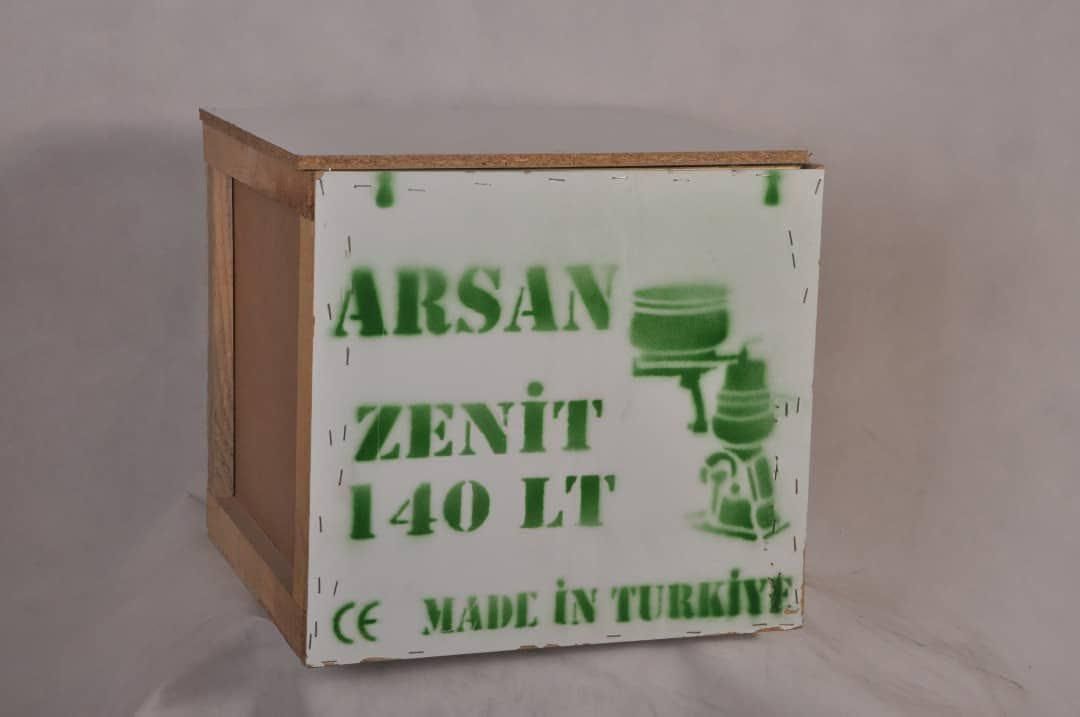 ARSAN
ZENİT
140 LT
CE MADE İN TURKİYE